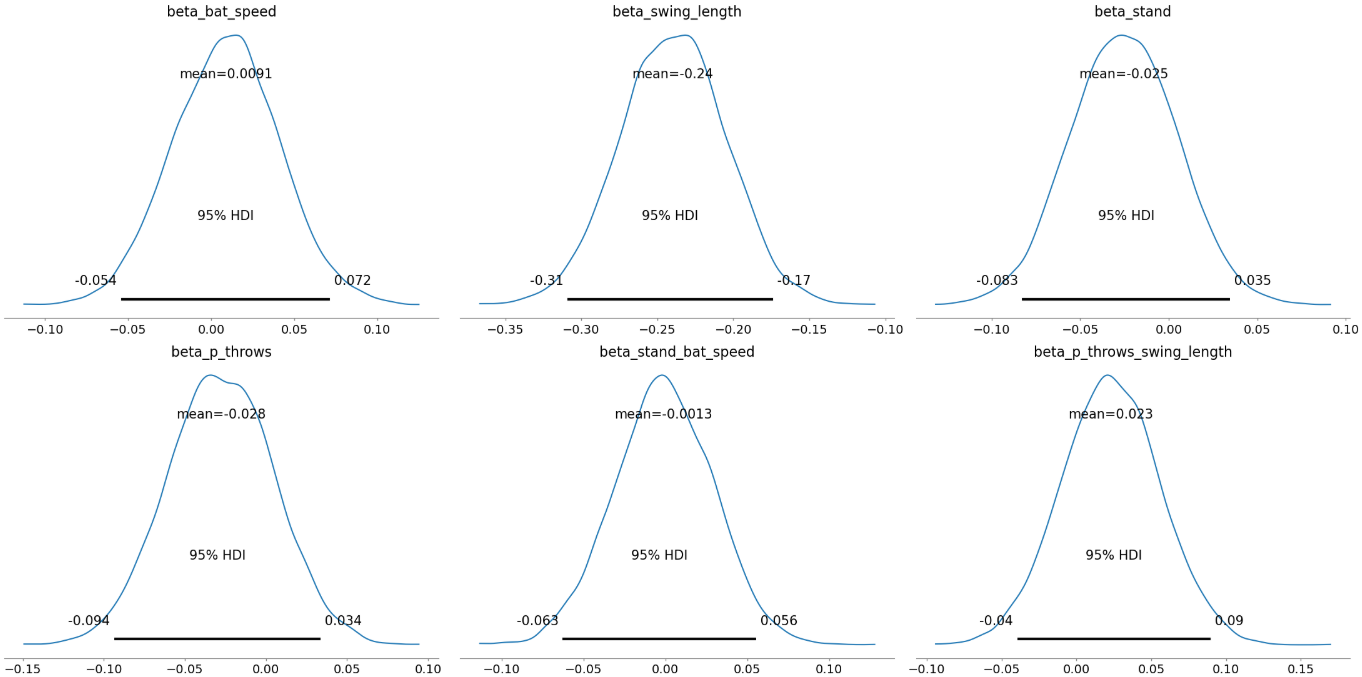 beta_bat_speed
mean=0.0091
95% HDI
-0.054
0.072
−0.10
−0.05
0.00
0.05
0.10
beta_swing_length
mean=-0.24
95% HDI
-0.31
-0.17
−0.35
−0.30
−0.25
−0.20
−0.15
−0.10
beta_stand
mean=-0.025
95% HDI
-0.083
0.035
−0.10
−0.05
0.00
0.05
0.10
beta_p_throws
mean=-0.028
95% HDI
-0.094
0.034
−0.15
−0.10
−0.05
0.00
0.05
0.10
beta_stand_bat_speed
mean=-0.0013
95% HDI
-0.063
0.056
−0.10
−0.05
0.00
0.05
0.10
beta_p_throws_swing_length
mean=0.023
95% HDI
-0.04
0.09
−0.10
−0.05
0.00
0.05
0.10
0.15